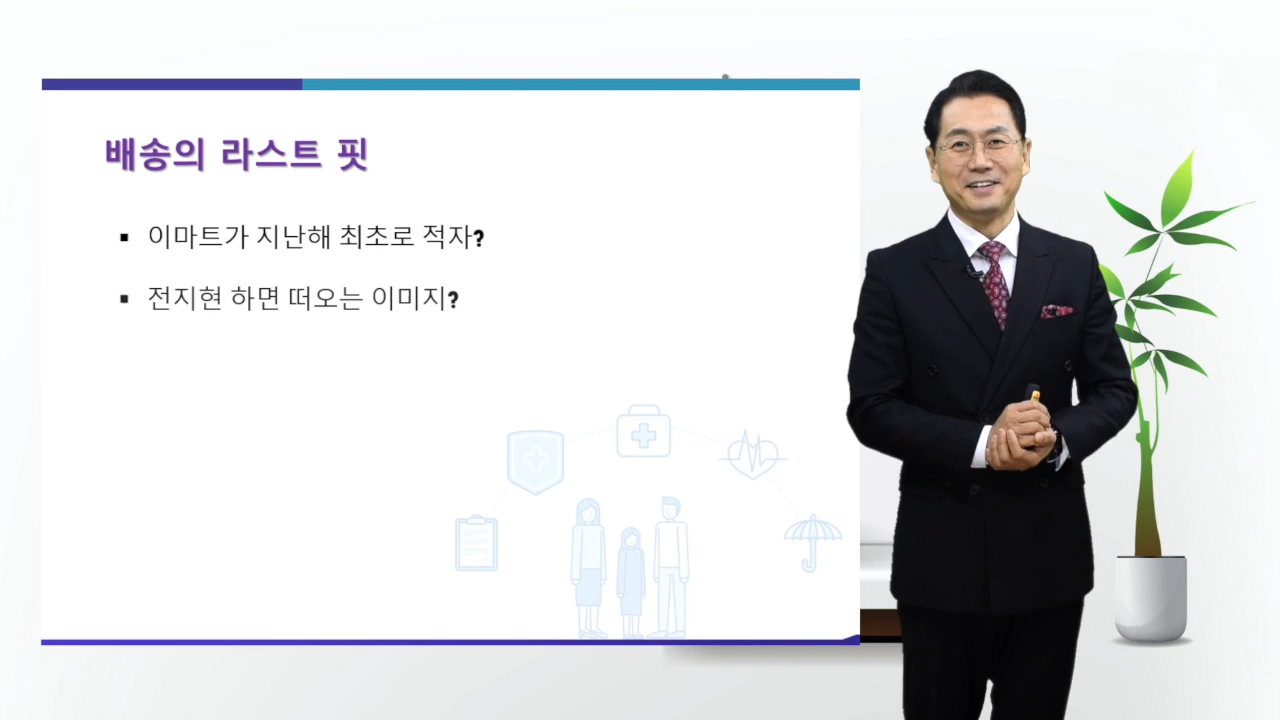 배송의 라스트 핏
이마트가 지난해 최초로 적자?
전지현 하면 떠오는 이미지?